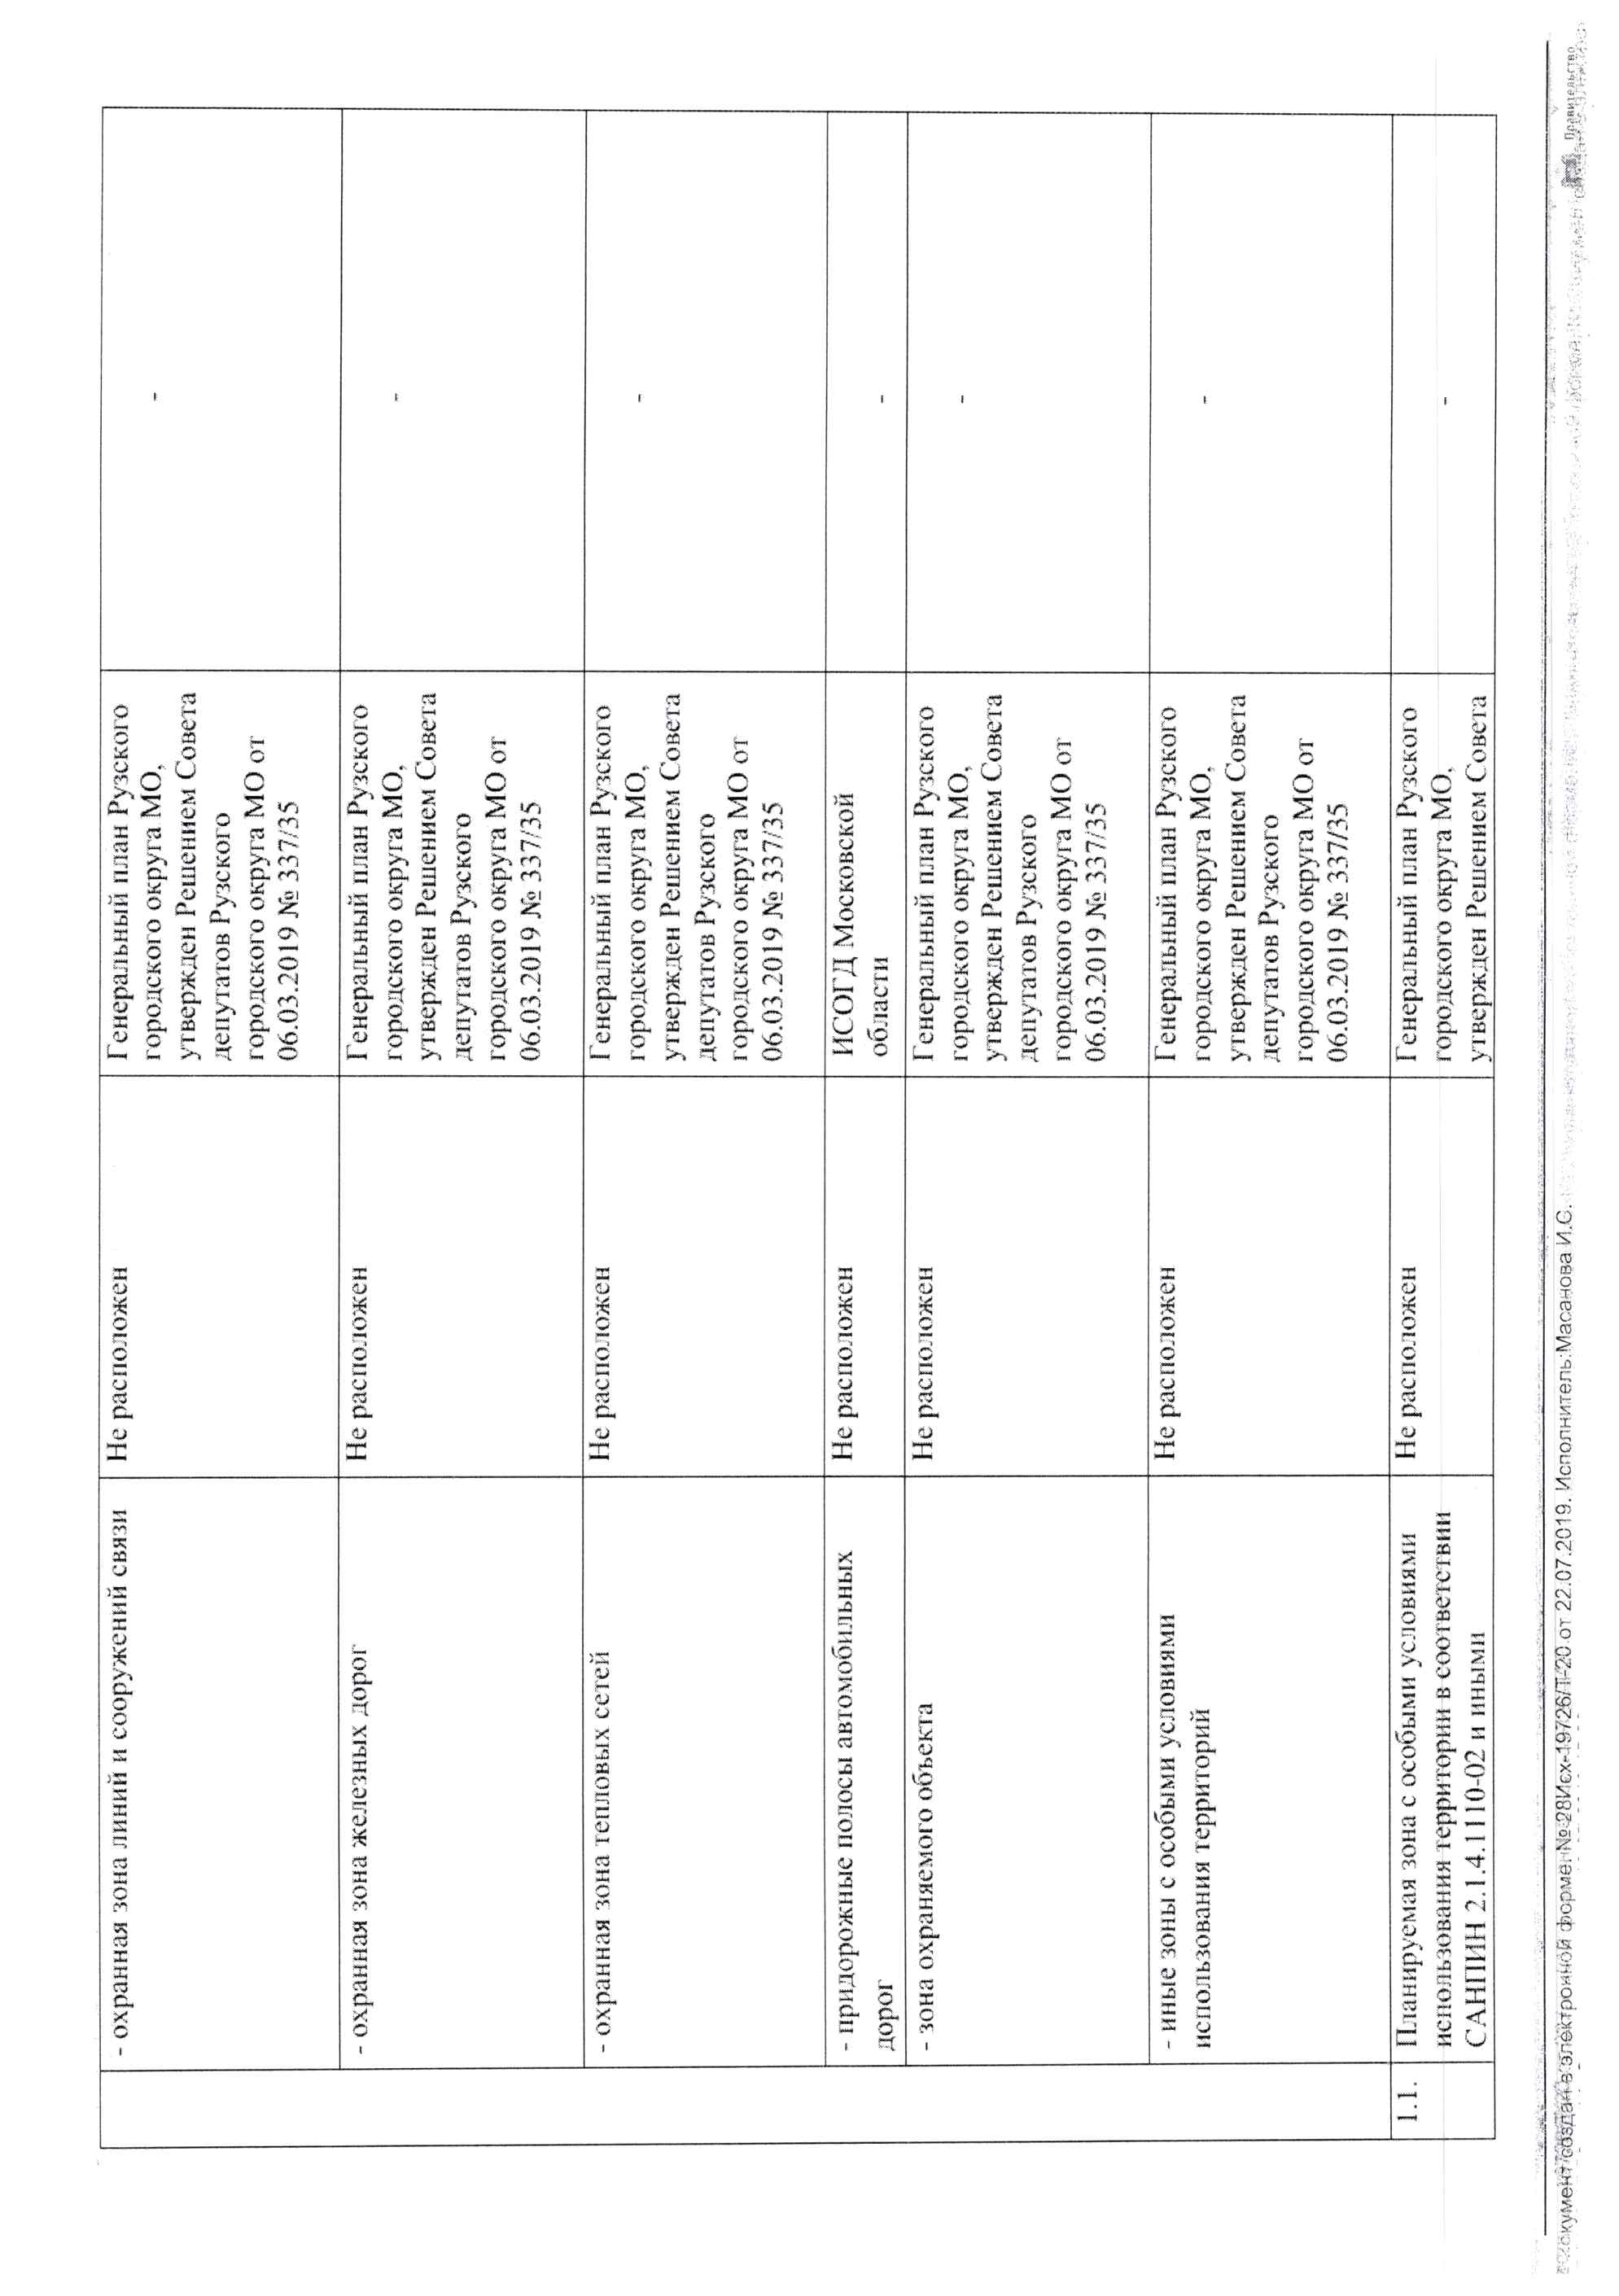 - охранная зона линий и сооружений связи
Не расположен
Генеральный план Рузского
городского округа МО,
утвержден Решением Совета
депутатов Рузского
городского округа МО от
06.03.2019 № 337/35
-
- охранная зона железных дорог
Не расположен
Генеральный план Рузского
городского округа МО,
утвержден Решением Совета
депутатов Рузского
городского округа МО от
06.03.2019 № 337/35
-
- охранная зона тепловых сетей
Не расположен
Генеральный план Рузского
городского округа МО,
утвержден Решением Совета
депутатов Рузского
городского округа МО от
06.03.2019 № 337/35
-
- придорожные полосы автомобильных
дорог
Не расположен
ИСОГД Московской
области
-
- зона охраняемого объекта
Не расположен
Генеральный план Рузского
городского округа МО,
утвержден Решением Совета
депутатов Рузского
городского округа МО от
06.03.2019 № 337/35
-
- иные зоны с особыми условиями
использования территорий
Не расположен
Генеральный план Рузского
городского округа МО,
утвержден Решением Совета
депутатов Рузского
городского округа МО от
06.03.2019 № 337/35
-
1.1.
Планируемая зона с особыми условиями
использования территории в соответствии
САНПИН 2.1.4.1110-02 и иными
Не расположен
Генеральный план Рузского
городского округа МО,
утвержден Решением Совета
-
Документ создан в электронной форме № 28Исх-19726/Т-20 от 22.07.2019. Исполнитель:Масанова И.С.
Правительство